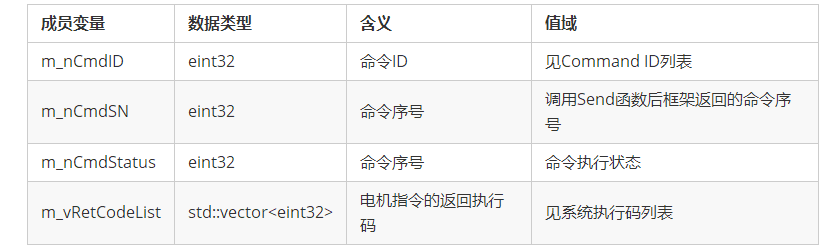 成员变量 数据类型 含义 值域
m_nCmdID eint32 命令ID 见Command ID列表
m_nCmdSN eint32 命令序号 调用Send函数后框架返回的命令序
号
m_nCmdStatus eint32 命令序号 命令执行状态
m_vRetCodeList std::vector<eint32> 电机指令的返回执行
码 见系统执行码列表